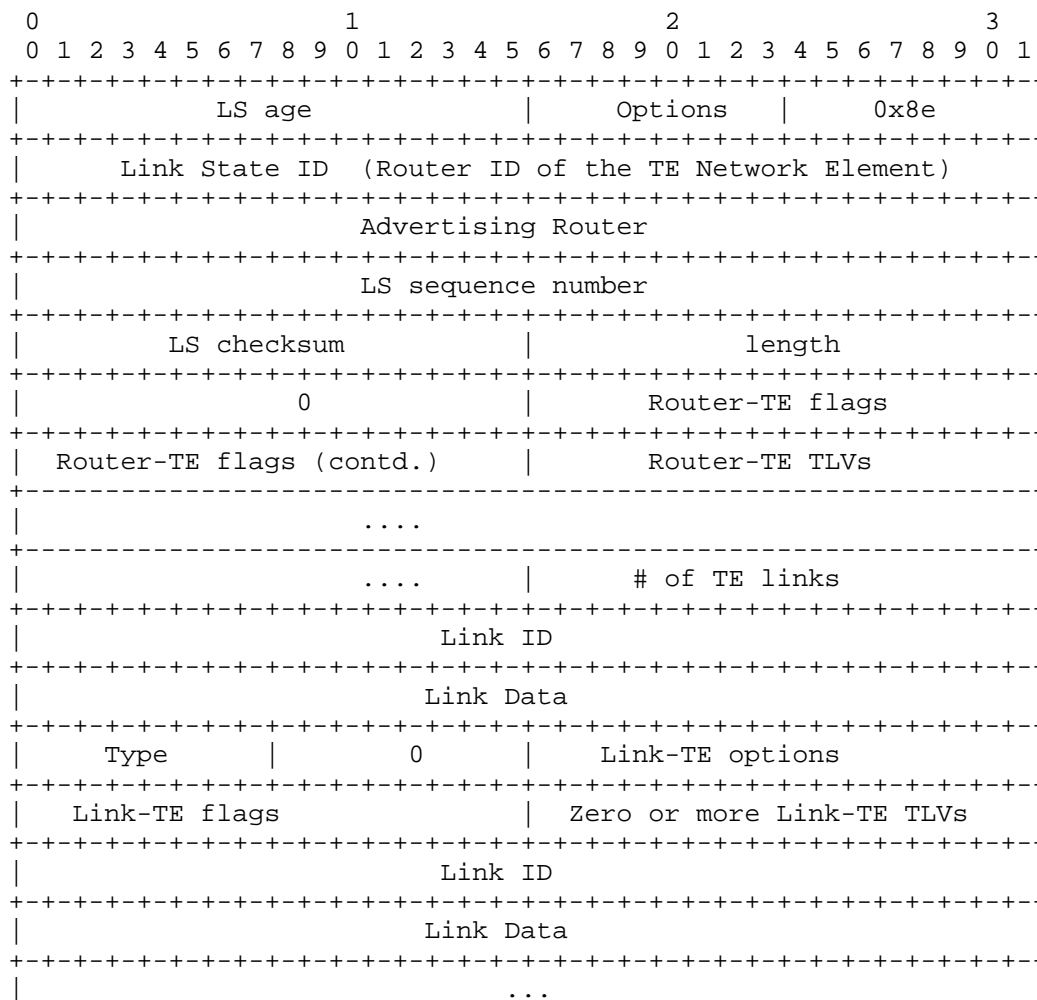 0                   1                   2                   3
 0 1 2 3 4 5 6 7 8 9 0 1 2 3 4 5 6 7 8 9 0 1 2 3 4 5 6 7 8 9 0 1
+-+-+-+-+-+-+-+-+-+-+-+-+-+-+-+-+-+-+-+-+-+-+-+-+-+-+-+-+-+-+-+-
|            LS age             |     Options   |     0x8e
+-+-+-+-+-+-+-+-+-+-+-+-+-+-+-+-+-+-+-+-+-+-+-+-+-+-+-+-+-+-+-+-
|      Link State ID  (Router ID of the TE Network Element)
+-+-+-+-+-+-+-+-+-+-+-+-+-+-+-+-+-+-+-+-+-+-+-+-+-+-+-+-+-+-+-+-
|                     Advertising Router
+-+-+-+-+-+-+-+-+-+-+-+-+-+-+-+-+-+-+-+-+-+-+-+-+-+-+-+-+-+-+-+-
|                     LS sequence number
+-+-+-+-+-+-+-+-+-+-+-+-+-+-+-+-+-+-+-+-+-+-+-+-+-+-+-+-+-+-+-+-
|         LS checksum           |             length
+-+-+-+-+-+-+-+-+-+-+-+-+-+-+-+-+-+-+-+-+-+-+-+-+-+-+-+-+-+-+-+-
|                 0             |       Router-TE flags
+-+-+-+-+-+-+-+-+-+-+-+-+-+-+-+-+-+-+-+-+-+-+-+-+-+-+-+-+-+-+-+-
|  Router-TE flags (contd.)     |       Router-TE TLVs
+----------------------------------------------------------------
|                     ....
+----------------------------------------------------------------
|                     ....      |      # of TE links
+-+-+-+-+-+-+-+-+-+-+-+-+-+-+-+-+-+-+-+-+-+-+-+-+-+-+-+-+-+-+-+-
|                          Link ID
+-+-+-+-+-+-+-+-+-+-+-+-+-+-+-+-+-+-+-+-+-+-+-+-+-+-+-+-+-+-+-+-
|                         Link Data
+-+-+-+-+-+-+-+-+-+-+-+-+-+-+-+-+-+-+-+-+-+-+-+-+-+-+-+-+-+-+-+-
|     Type      |        0      |    Link-TE options
+-+-+-+-+-+-+-+-+-+-+-+-+-+-+-+-+-+-+-+-+-+-+-+-+-+-+-+-+-+-+-+-
|   Link-TE flags               |  Zero or more Link-TE TLVs
+-+-+-+-+-+-+-+-+-+-+-+-+-+-+-+-+-+-+-+-+-+-+-+-+-+-+-+-+-+-+-+-
|                          Link ID
+-+-+-+-+-+-+-+-+-+-+-+-+-+-+-+-+-+-+-+-+-+-+-+-+-+-+-+-+-+-+-+-
|                         Link Data
+-+-+-+-+-+-+-+-+-+-+-+-+-+-+-+-+-+-+-+-+-+-+-+-+-+-+-+-+-+-+-+-
|                              ...